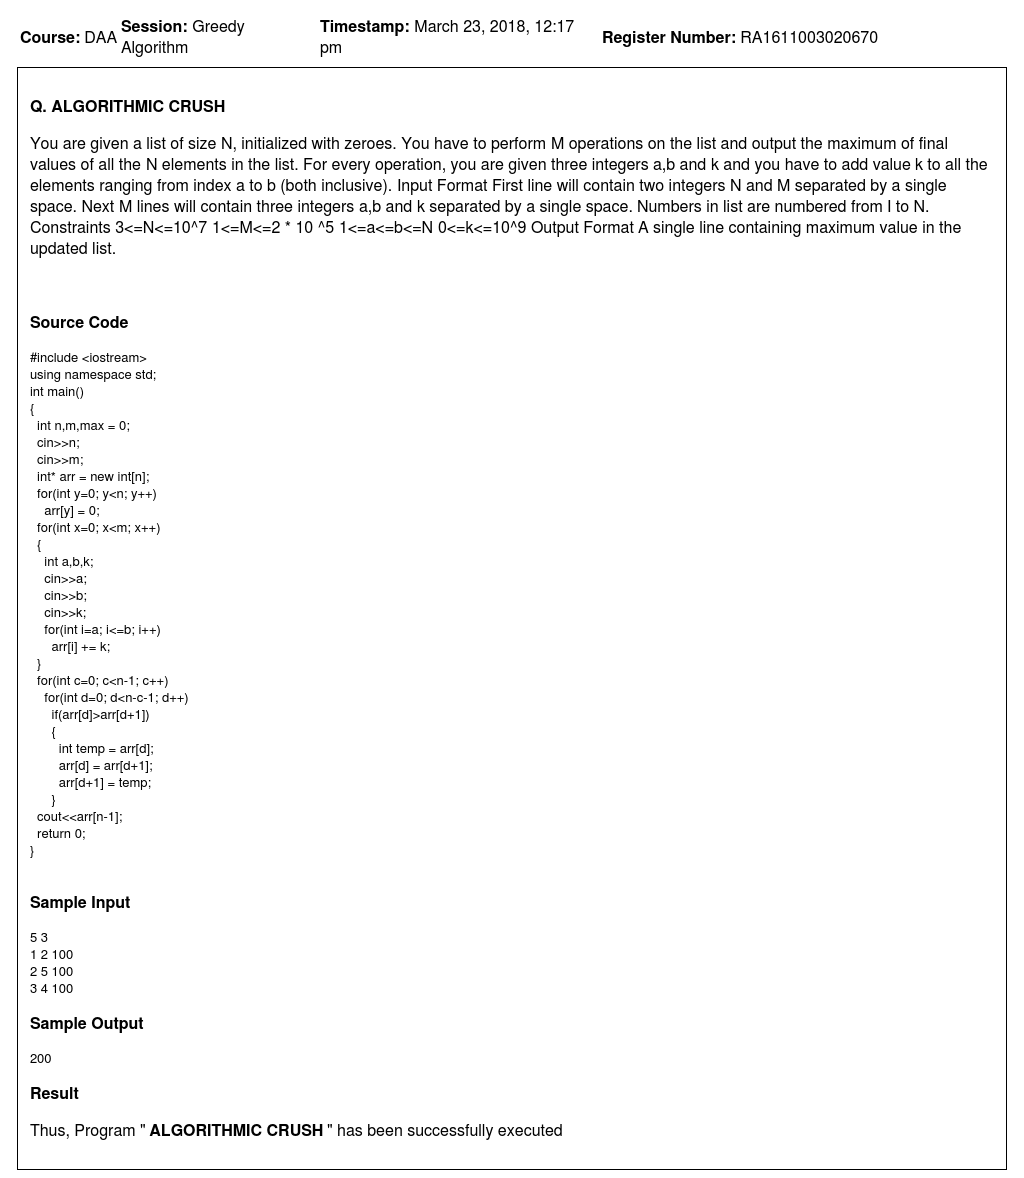 Course: DAA Session: Greedy Algorithm Timestamp: March 23, 2018, 12:17 pm Register Number: RA1611003020670
Q. ALGORITHMIC CRUSH
You are given a list of size N, initialized with zeroes. You have to perform M operations on the list and output the maximum of final
values of all the N elements in the list. For every operation, you are given three integers a,b and k and you have to add value k to all the
elements ranging from index a to b (both inclusive). Input Format First line will contain two integers N and M separated by a single
space. Next M lines will contain three integers a,b and k separated by a single space. Numbers in list are numbered from I to N.
Constraints 3<=N<=10^7 1<=M<=2 * 10 ^5 1<=a<=b<=N 0<=k<=10^9 Output Format A single line containing maximum value in the
updated list.
Source Code
#include <iostream>
using namespace std;
int main()
{
  int n,m,max = 0;
  cin>>n;
  cin>>m;
  int* arr = new int[n];
  for(int y=0; y<n; y++)
    arr[y] = 0;
  for(int x=0; x<m; x++)
  {
    int a,b,k;
    cin>>a;
    cin>>b;
    cin>>k;
    for(int i=a; i<=b; i++)
      arr[i] += k;
  }
  for(int c=0; c<n-1; c++)
    for(int d=0; d<n-c-1; d++)
      if(arr[d]>arr[d+1])
      {
        int temp = arr[d];
        arr[d] = arr[d+1];
        arr[d+1] = temp;
      }
  cout<<arr[n-1];
  return 0;
}
Sample Input
5 3
1 2 100
2 5 100
3 4 100
Sample Output
200
Result
Thus, Program " ALGORITHMIC CRUSH " has been successfully executed